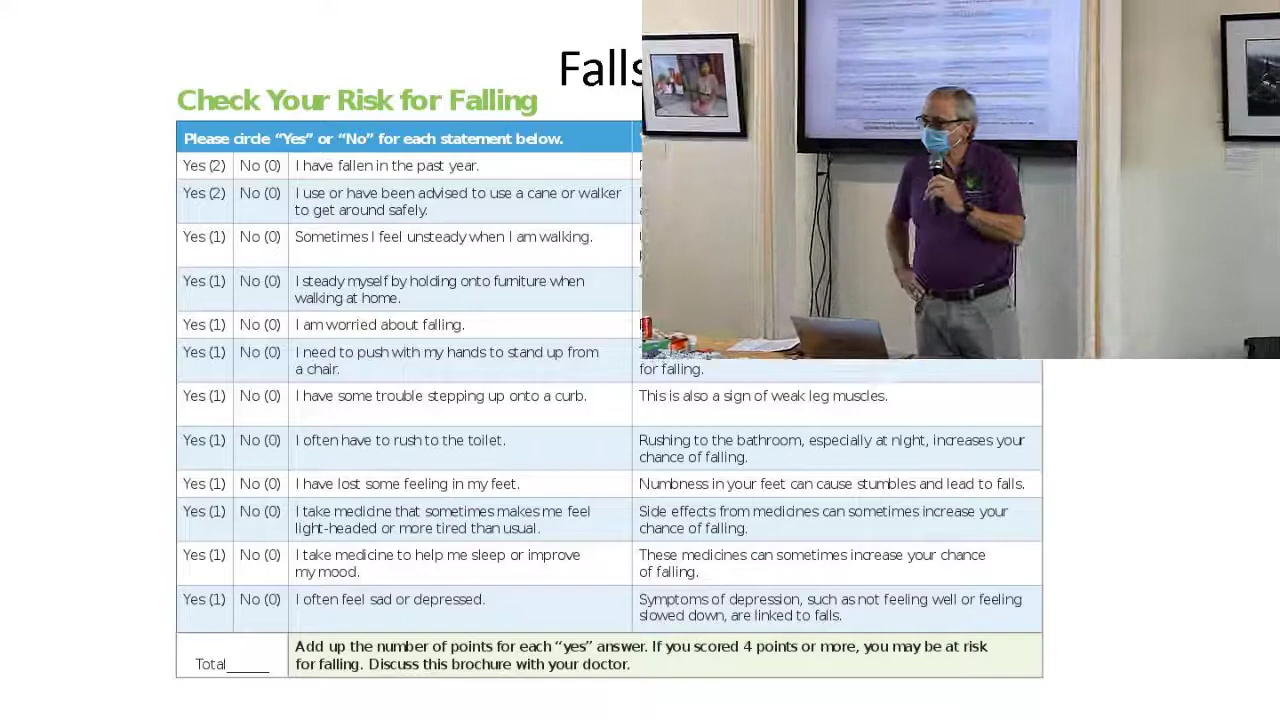 Falls
Check Your Risk for Falling
Please circle “Yes” or “No” for each statement below.
Yes (2) No (0) I have fallen in the past year.
Yes (2) No (0) I use or have been advised to use a cane or walker
to get around safely.
Yes (1) No (0) Sometimes I feel unsteady when I am walking.
Yes (1) No (0) I steady myself by holding onto furniture when
walking at home.
Yes (1) No (0) I am worried about falling.
Yes (1) No (0) I need to push with my hands to stand up from
a chair.
for falling.
Yes (1) No (0) I have some trouble stepping up onto a curb.
This is also a sign of weak leg muscles.
Yes (1) No (0) I often have to rush to the toilet.
Rushing to the bathroom, especially at night, increases your
chance of falling.
Yes (1) No (0) I have lost some feeling in my feet.
Numbness in your feet can cause stumbles and lead to falls.
Yes (1) No (0) I take medicine that sometimes makes me feel
light-headed or more tired than usual.
Side effects from medicines can sometimes increase your
chance of falling.
Yes (1) No (0) I take medicine to help me sleep or improve
my mood.
These medicines can sometimes increase your chance
of falling.
Yes (1) No (0) I often feel sad or depressed.
Symptoms of depression, such as not feeling well or feeling
slowed down, are linked to falls.
Total______
Add up the number of points for each “yes” answer. If you scored 4 points or more, you may be at risk
for falling. Discuss this brochure with your doctor.